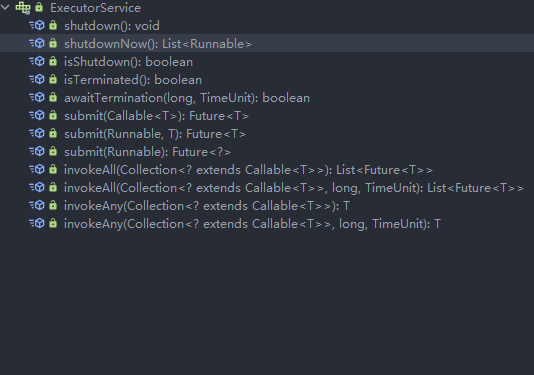 ExecutorService
shutdown(): void
shutdownNow(): List<Runnable>
isShutdown(): boolean
isTerminated(): boolean
awaitTermination(long, TimeUnit): boolean
submit(Callable<T>): Future<T>
submit(Runnable, T): Future<T>
submit(Runnable): Future<?>
invokeAll(Collection<? extends Callable<T>>): List<Future<T>>
invokeAll(Collection<? extends Callable<T>>, long, TimeUnit): List<Future<T>>
invokeAny(Collection<? extends Callable<T>>): T
invokeAny(Collection<? extends Callable<T>>, long, TimeUnit): T